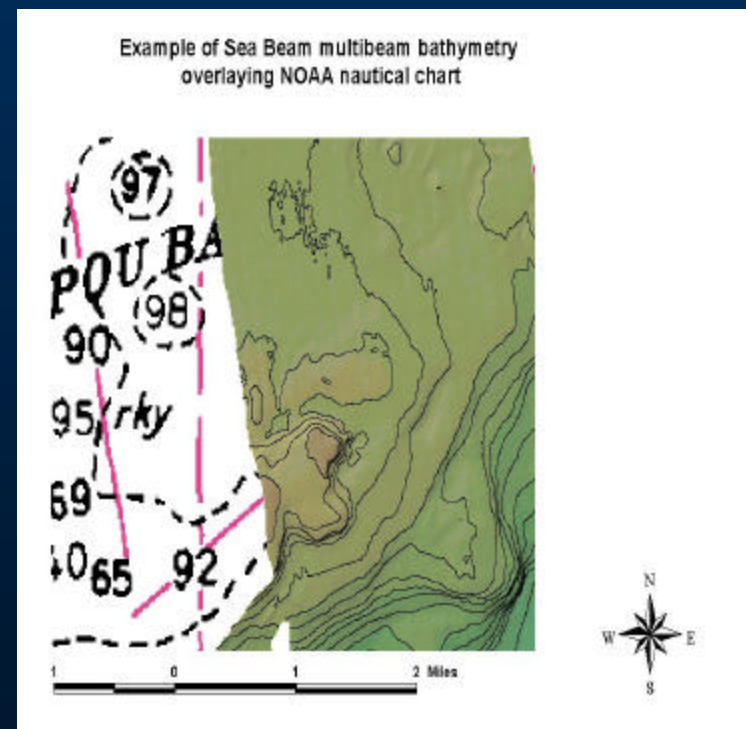 Example of Sea Beam multibeam bathymetry
overlaying NOAA nautical chart
97
PQU BA
98
90
95 rky
69
65
92
N
W E
S
1 0 1 2 Miles